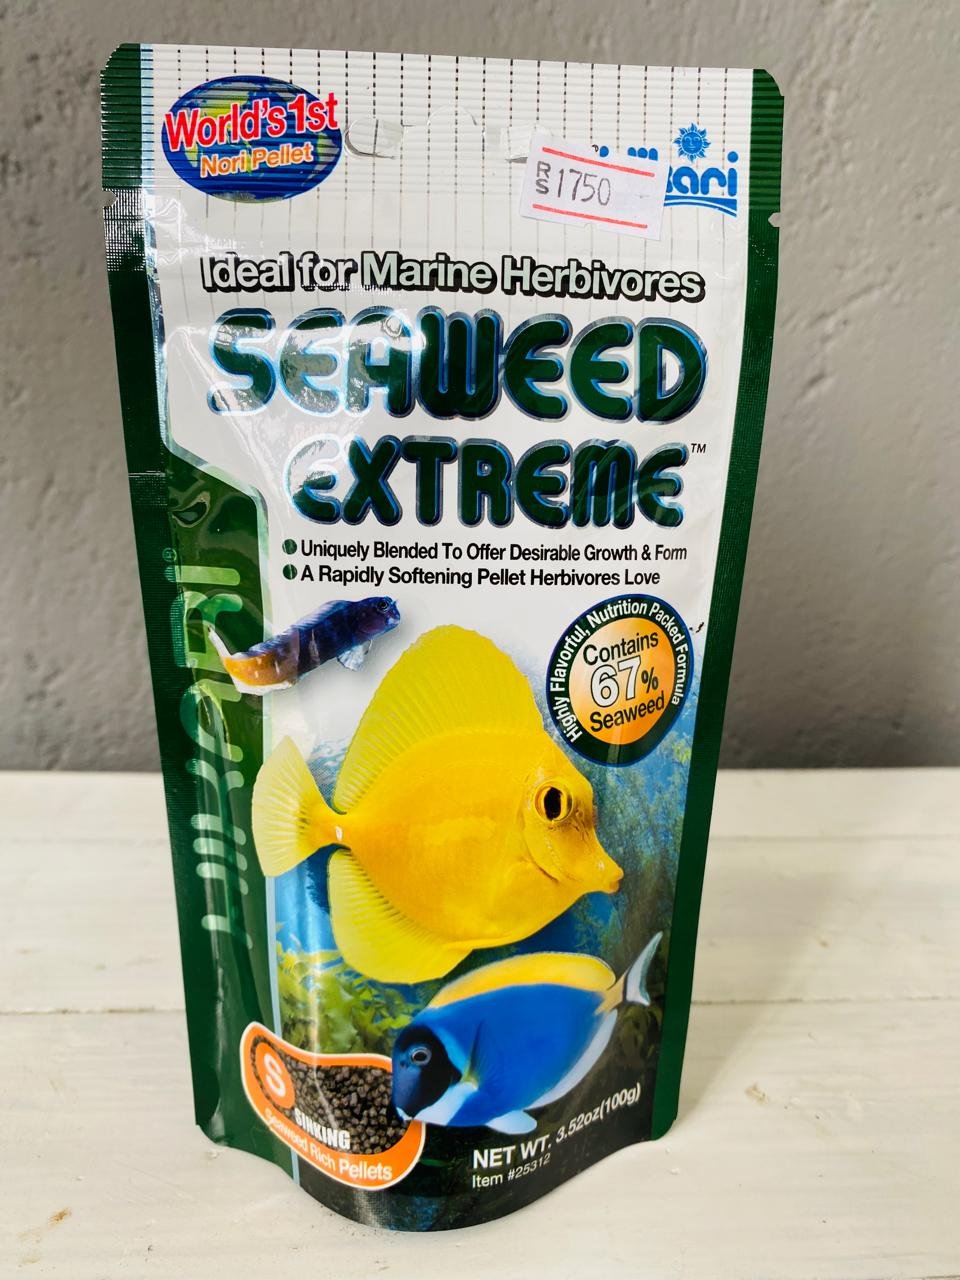 World's 1st
Nori Pellet
RS 1750
Ideal for Marine Herbivores
SEAWEED
EXTREME™
Uniquely Blended To Offer Desirable Growth & Form
A Rapidly Softening Pellet Herbivores Love
Highly Flavorful, Nutrition Packed Formula
Contains
67%
Seaweed
HIKARI®
S
SINKING
Seaweed Rich Pellets
NET WT. 3.52oz(100g)
Item #25312